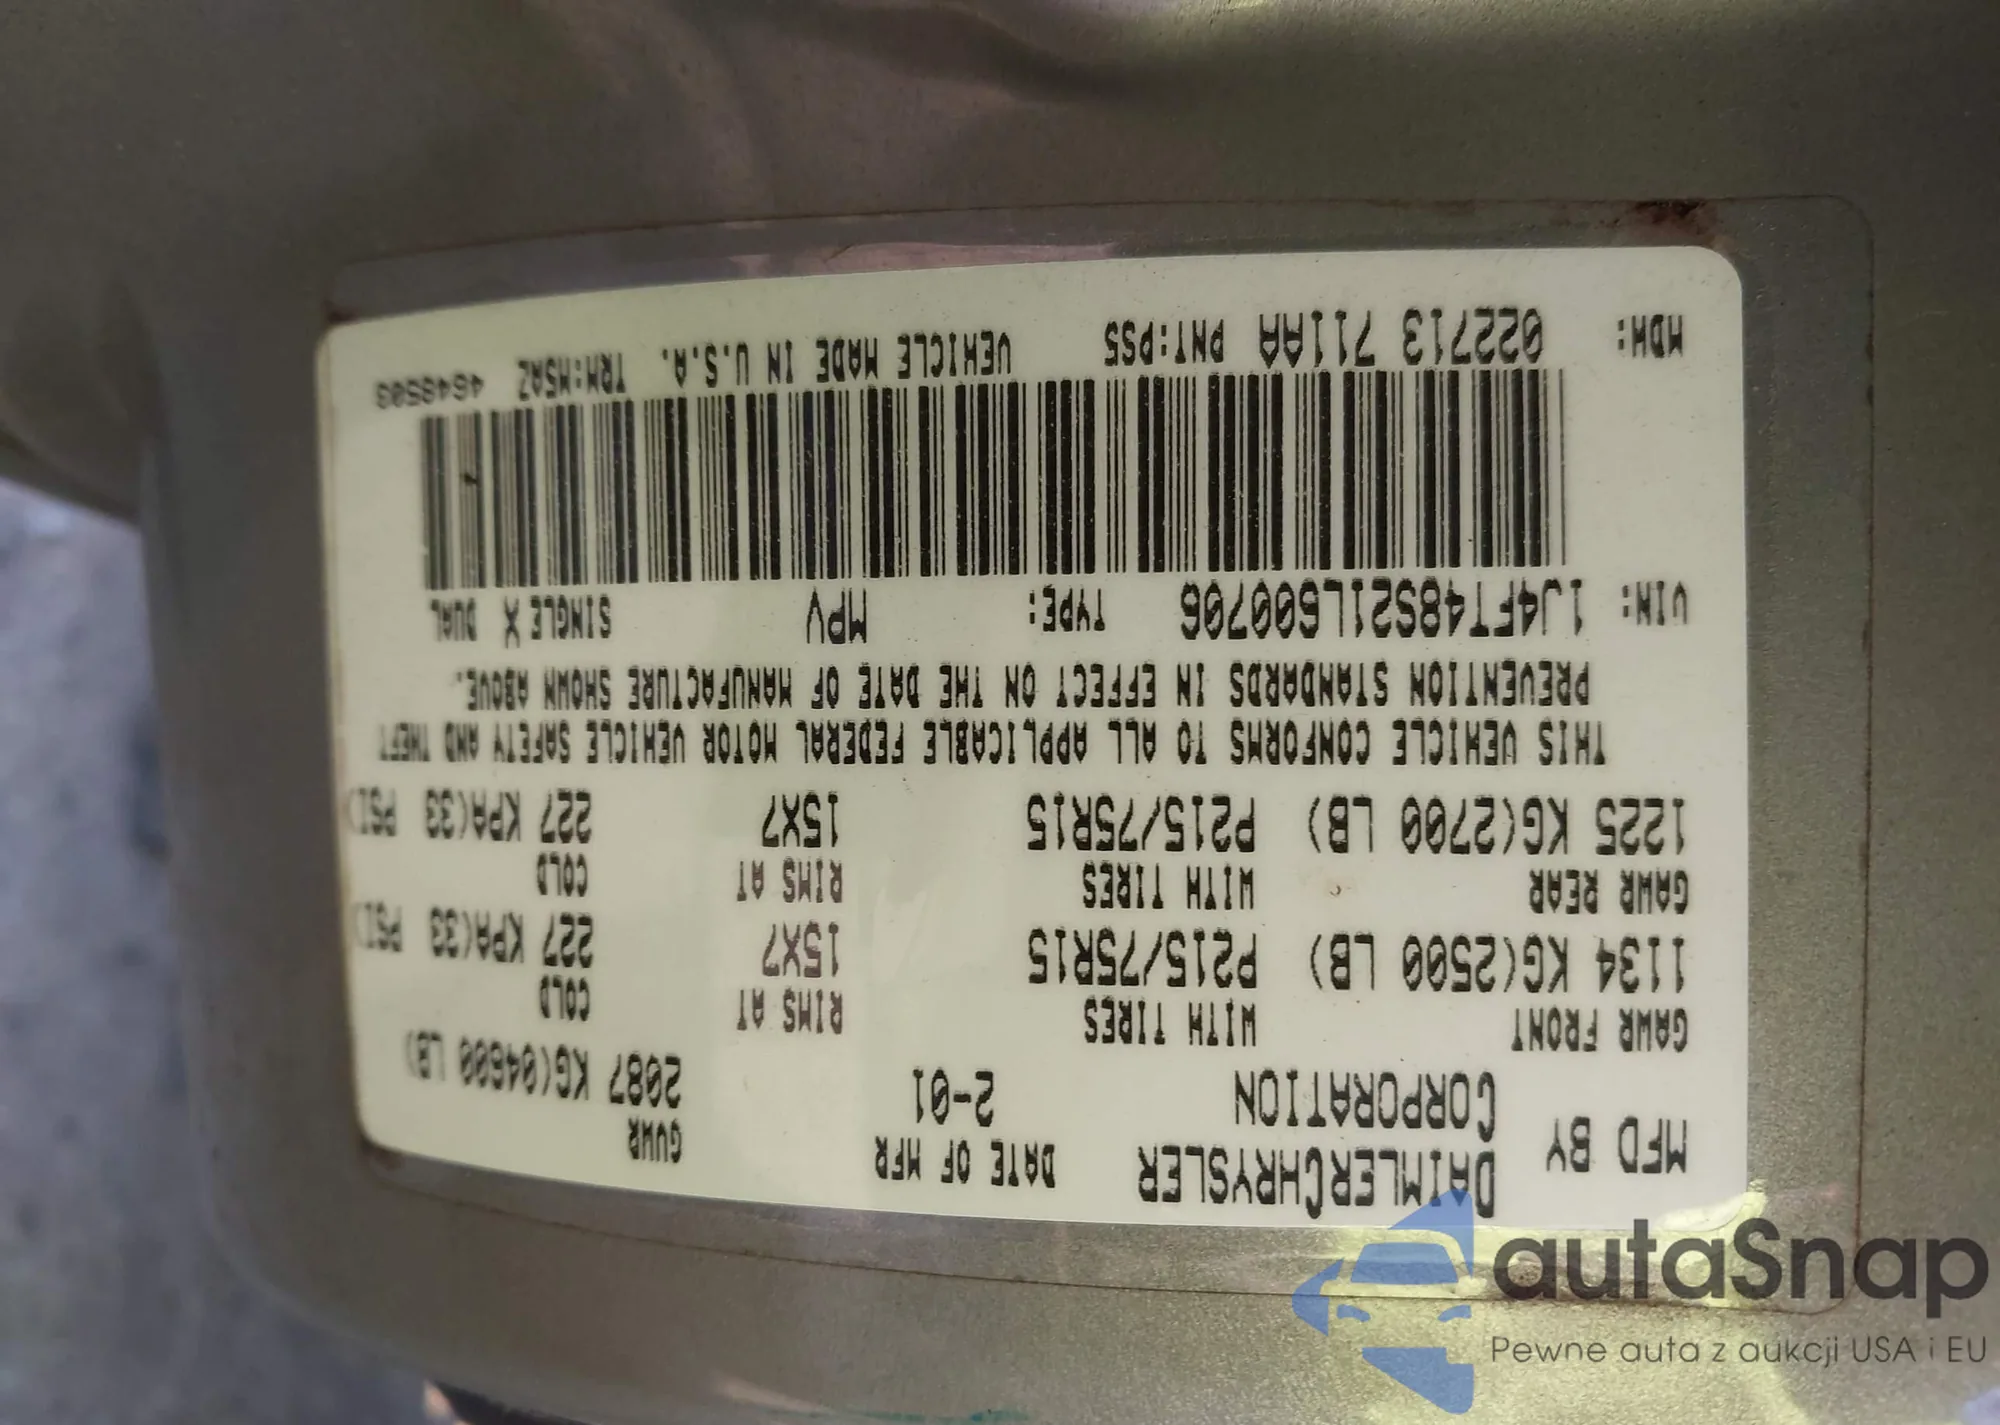 MFD BY DAIMLERCHRYSLER CORPORATION DATE OF MFR 2-01 GVWR 2087 KG(04600 LB)
GAWR FRONT WITH TIRES RIMS AT COLD
1134 KG(2500 LB) P215/75R15 15X7 227 KPA(33 PSI)
GAWR REAR WITH TIRES RIMS AT COLD
1225 KG(2700 LB) P215/75R15 15X7 227 KPA(33 PSI)
THIS VEHICLE CONFORMS TO ALL APPLICABLE FEDERAL MOTOR VEHICLE SAFETY AND THEFT
PREVENTION STANDARDS IN EFFECT ON THE DATE OF MANUFACTURE SHOWN ABOVE.
VIN: 1J4FT48S21L600706 TYPE: MPV SINGLE X DUAL
MDH: 022713 711AA PNT:PS5 VEHICLE MADE IN U.S.A. TRM:M5AZ 4648503
autaSnap
Pewne auta z aukcji USA i EU